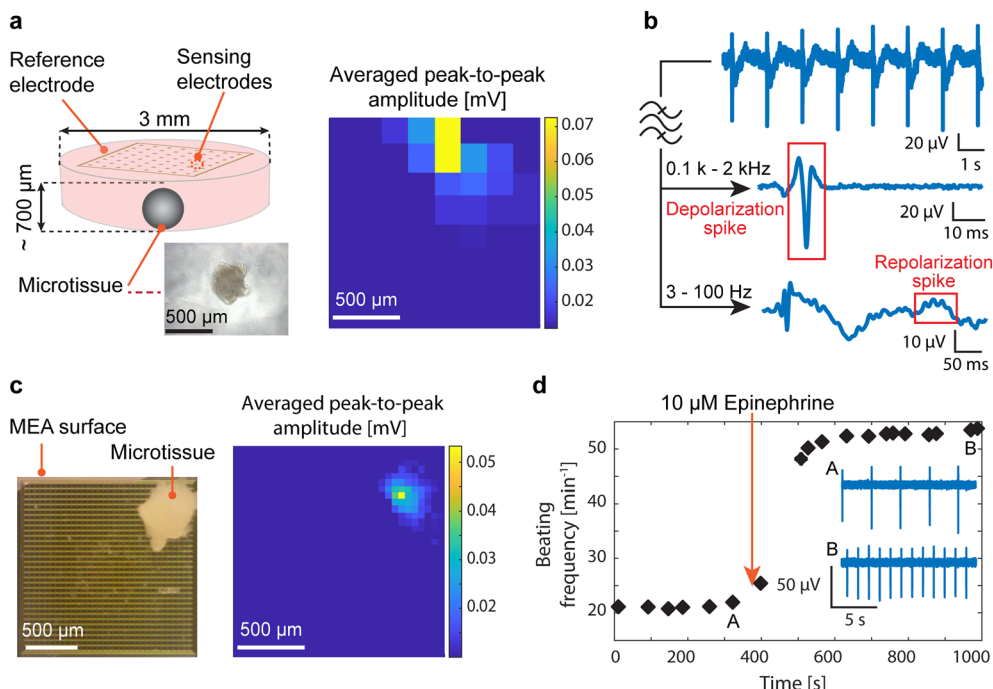 a
Reference
electrode
Sensing
electrodes
3 mm
~ 700 µm
Microtissue
500 µm
Averaged peak-to-peak
amplitude [mV]
500 µm
0.07
0.06
0.05
0.04
0.03
0.02
b
20 µV
1 s
0.1 k - 2 kHz
Depolarization
spike
20 µV
10 ms
Repolarization
spike
3 - 100 Hz
10 µV
50 ms
c
MEA surface
Microtissue
500 µm
Averaged peak-to-peak
amplitude [mV]
500 µm
0.05
0.04
0.03
0.02
d
10 µM Epinephrine
Beating
frequency [min⁻¹]
50
40
30
20
0
200
400
600
800
1000
Time [s]
A
B
A
B
50 µV
5 s